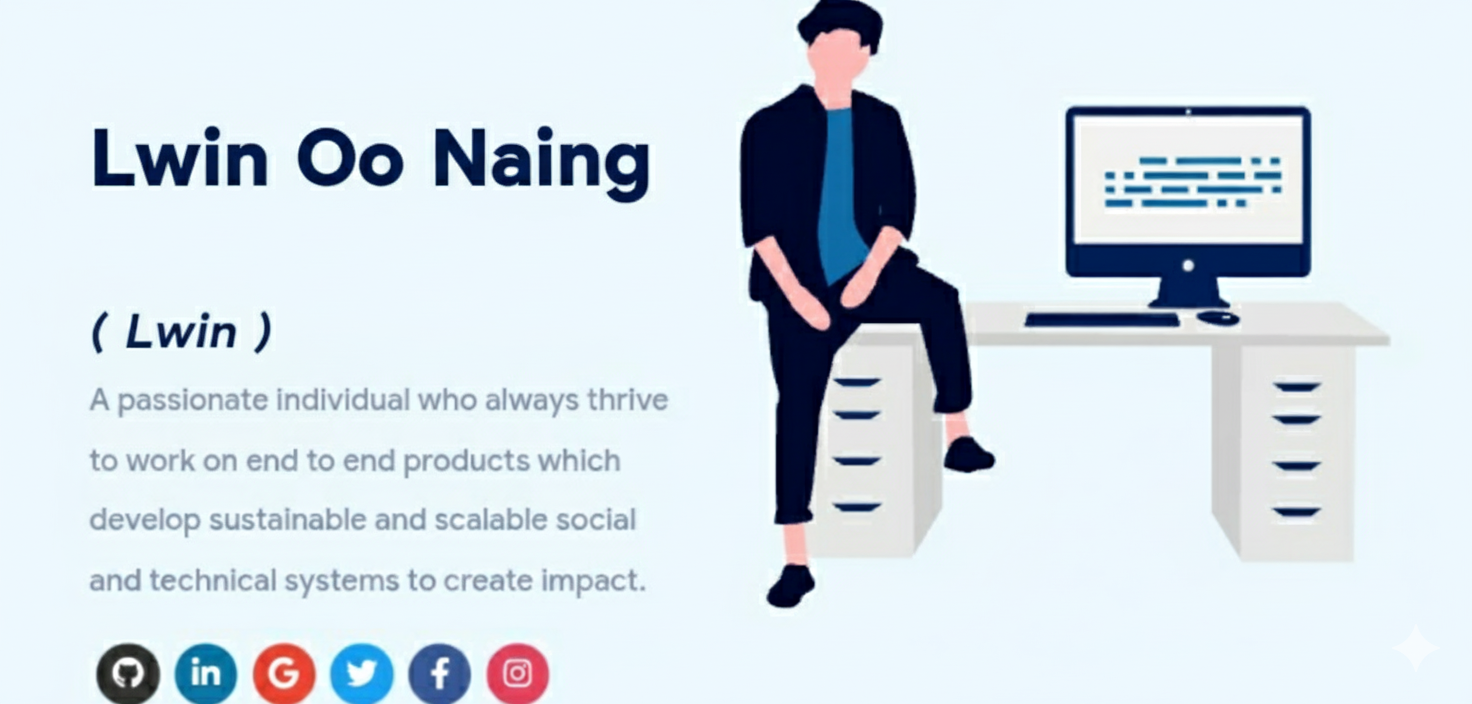 Lwin Oo Naing
( Lwin )
A passionate individual who always thrive
to work on end to end products which
develop sustainable and scalable social
and technical systems to create impact.